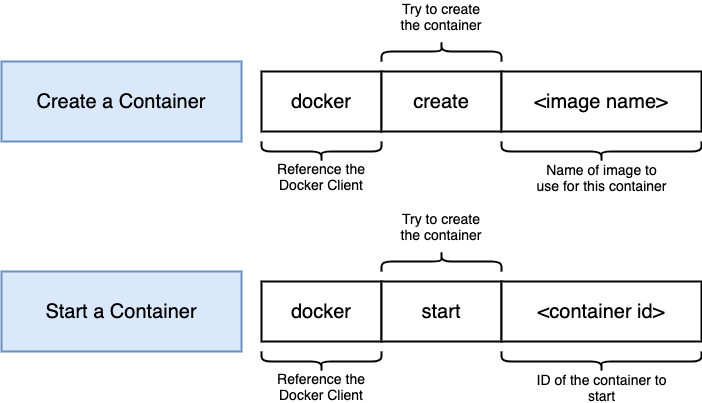 Try to create
the container
Create a Container
docker
create
<image name>
Reference the
Docker Client
Name of image to
use for this container
Try to create
the container
Start a Container
docker
start
<container id>
Reference the
Docker Client
ID of the container to
start